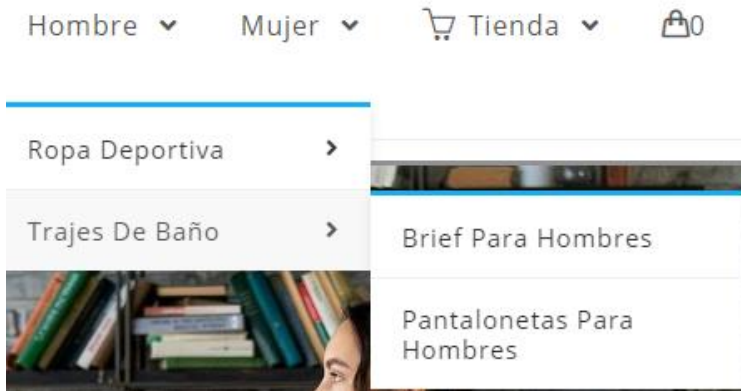 Hombre
Mujer
Tienda
0
Ropa Deportiva
Trajes De Baño
Brief Para Hombres
Pantalonetas Para
Hombres